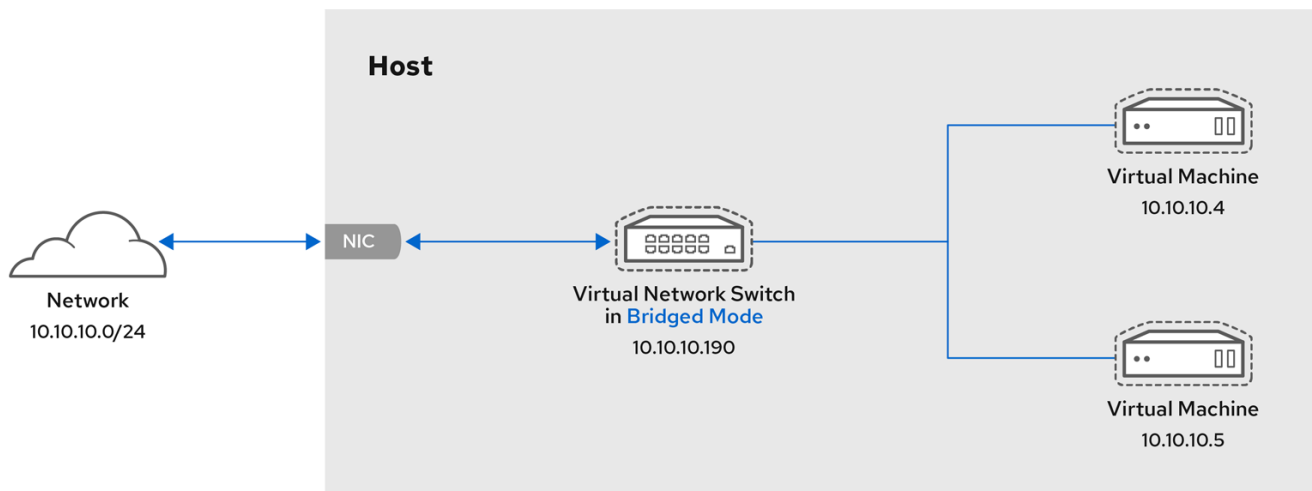 Host
NIC
Network
10.10.10.0/24
Virtual Network Switch
in Bridged Mode
10.10.10.190
Virtual Machine
10.10.10.4
Virtual Machine
10.10.10.5